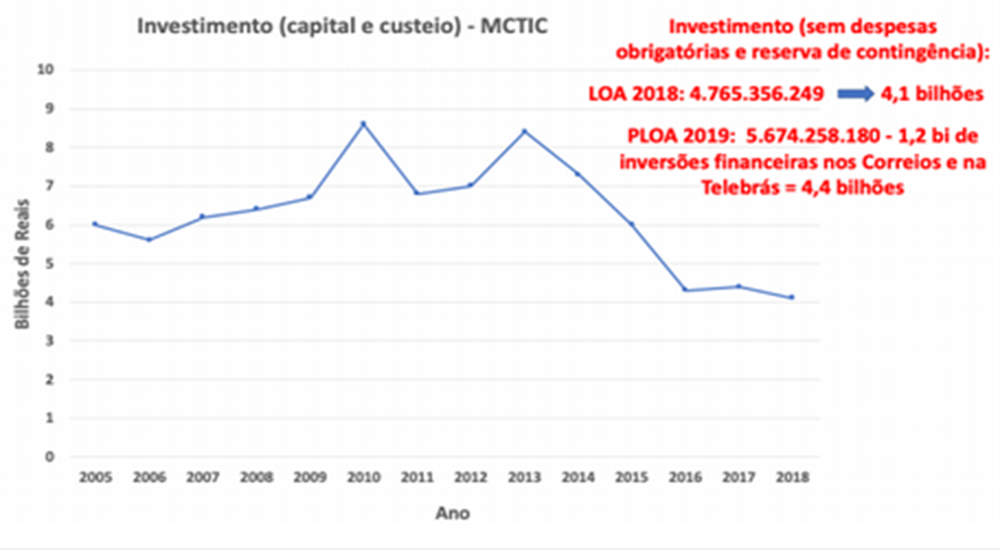 Investimento (capital e custeio) - MCTIC
Investimento (sem despesas
obrigatórias e reserva de contingência):
LOA 2018: 4.765.356.249 4,1 bilhões
PLOA 2019: 5.674.258.180 - 1,2 bi de
inversões financeiras nos Correios e na
Telebrás = 4,4 bilhões
Bilhões de Reais
10
9
8
7
6
5
4
3
2
1
0
2005 2006 2007 2008 2009 2010 2011 2012 2013 2014 2015 2016 2017 2018
Ano